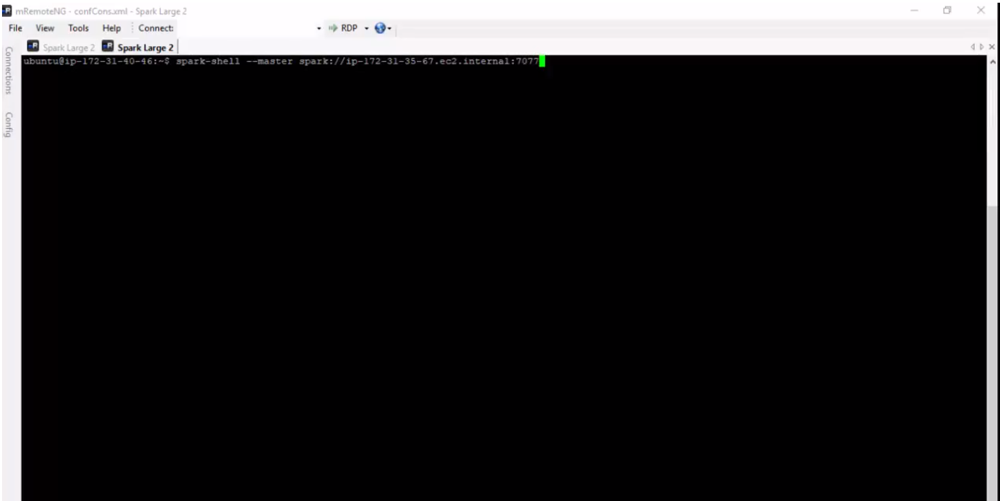 mRemoteNG - confCons.xml - Spark Large 2
File View Tools Help Connect: RDP
Spark Large 2 Spark Large 2
Connections
Config
ubuntu@ip-172-31-40-46:~$ spark-shell --master spark://ip-172-31-35-67.ec2.internal:7077